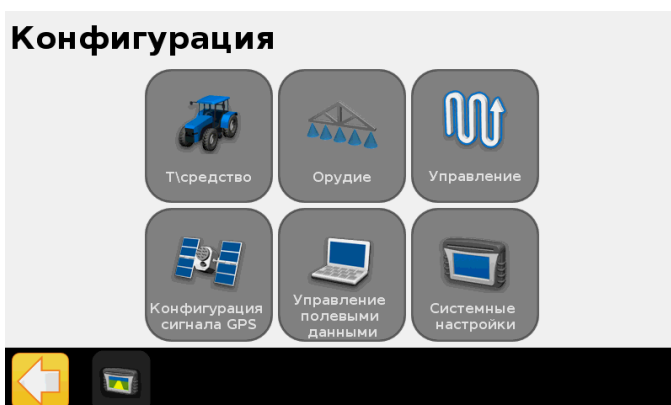 Конфигурация
Т\средство
Орудие
Управление
Конфигурация
сигнала GPS
Управление
полевыми
данными
Системные
настройки